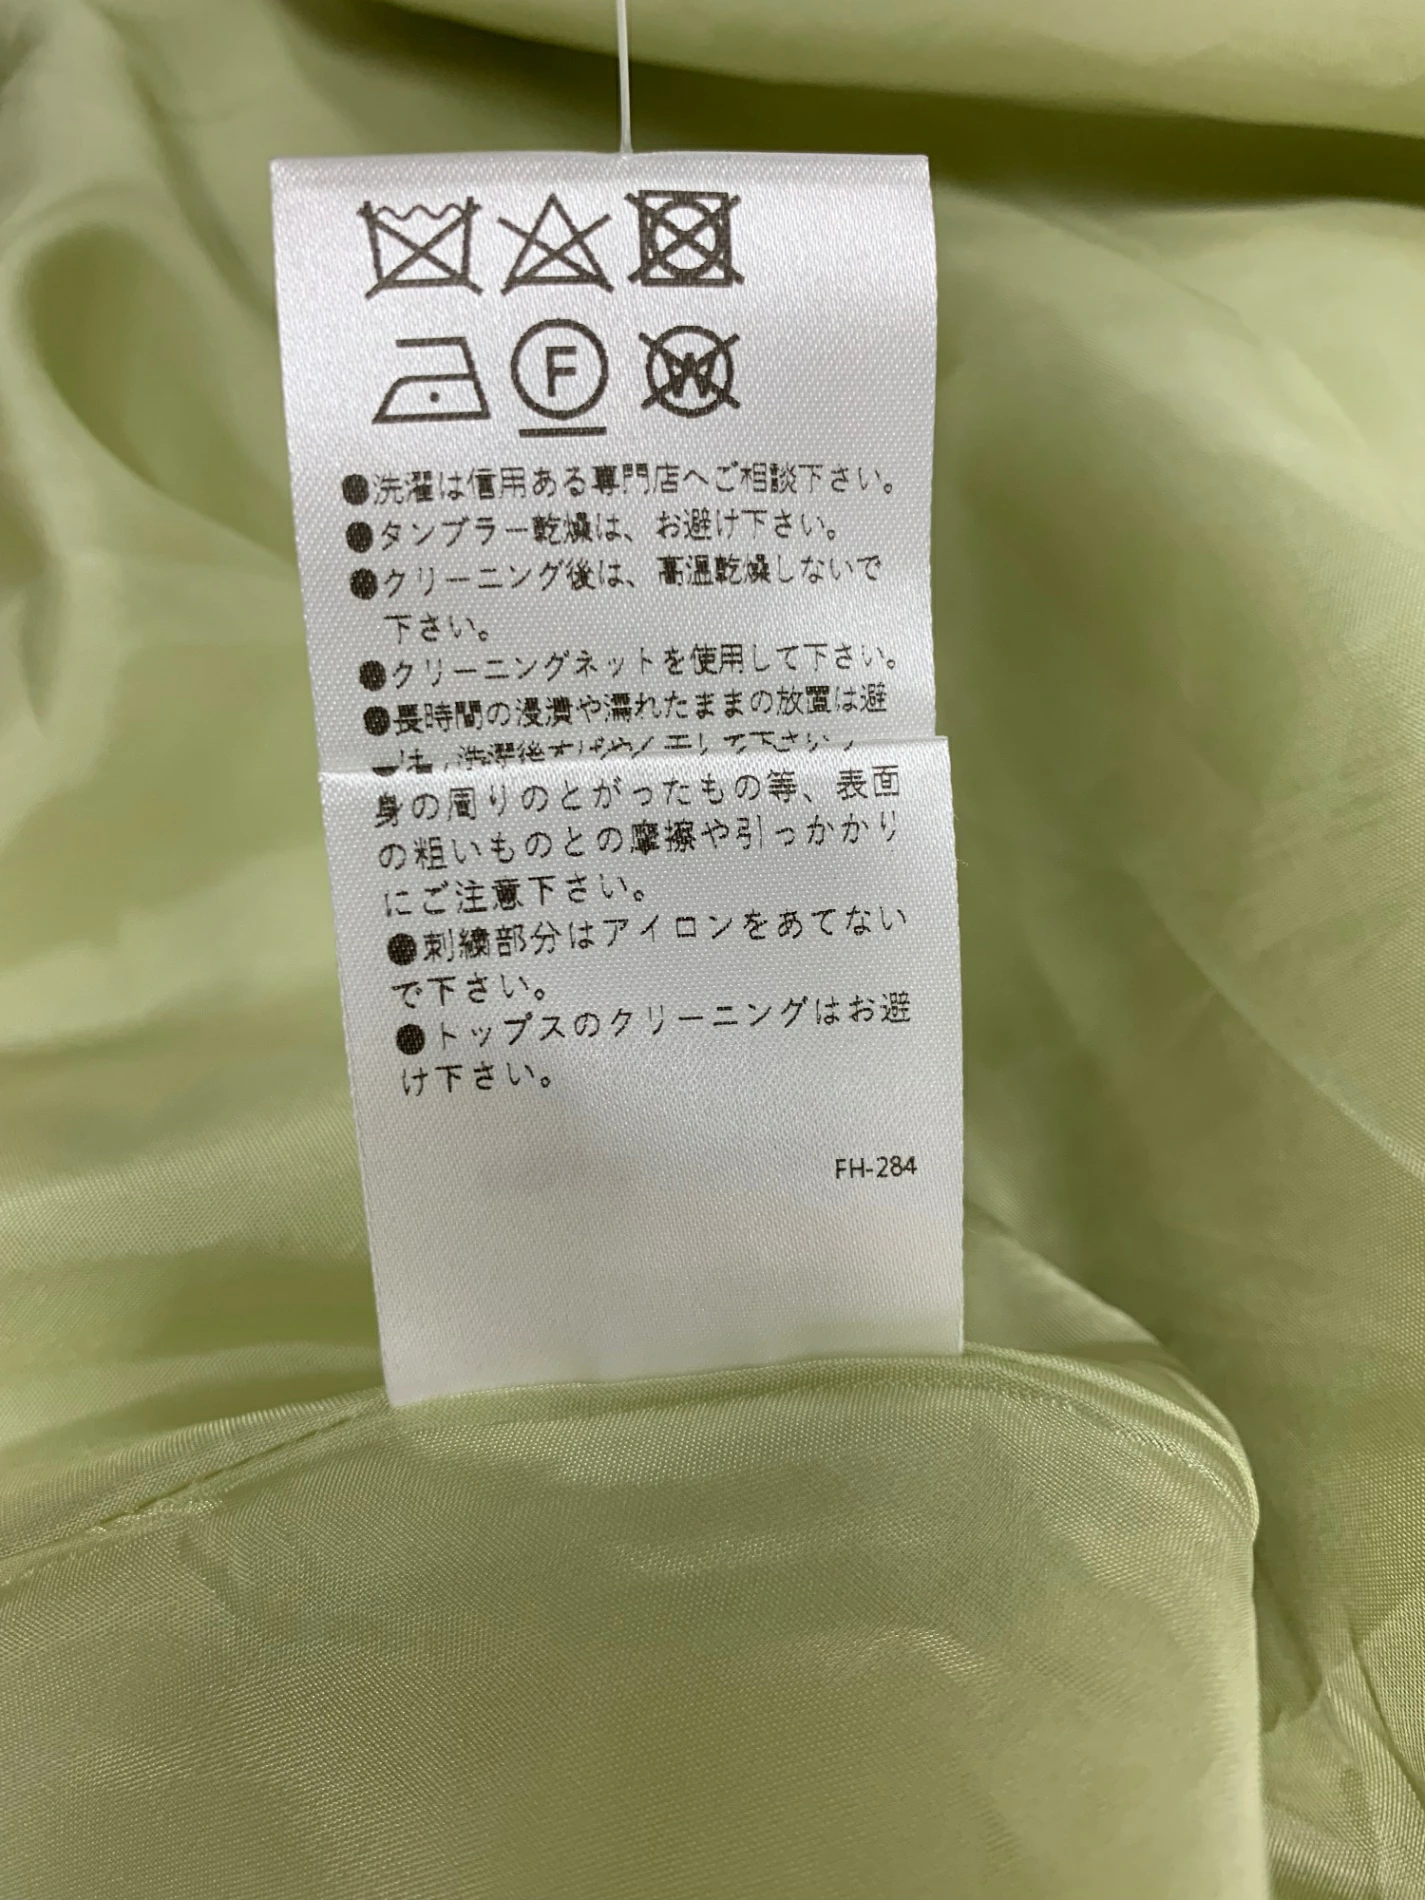 F
W
●洗濯は信用ある専門店へご相談下さい。
●タンブラー乾燥は、お避け下さい。
●クリーニング後は、高温乾燥しないで
下さい。
●クリーニングネットを使用して下さい。
●長時間の浸漬や濡れたままの放置は避
身の周りのとがったもの等、表面
の粗いものとの摩擦や引っかかり
にご注意下さい。
●刺繍部分はアイロンをあてない
で下さい。
●トップスのクリーニングはお避
け下さい。
FH-284